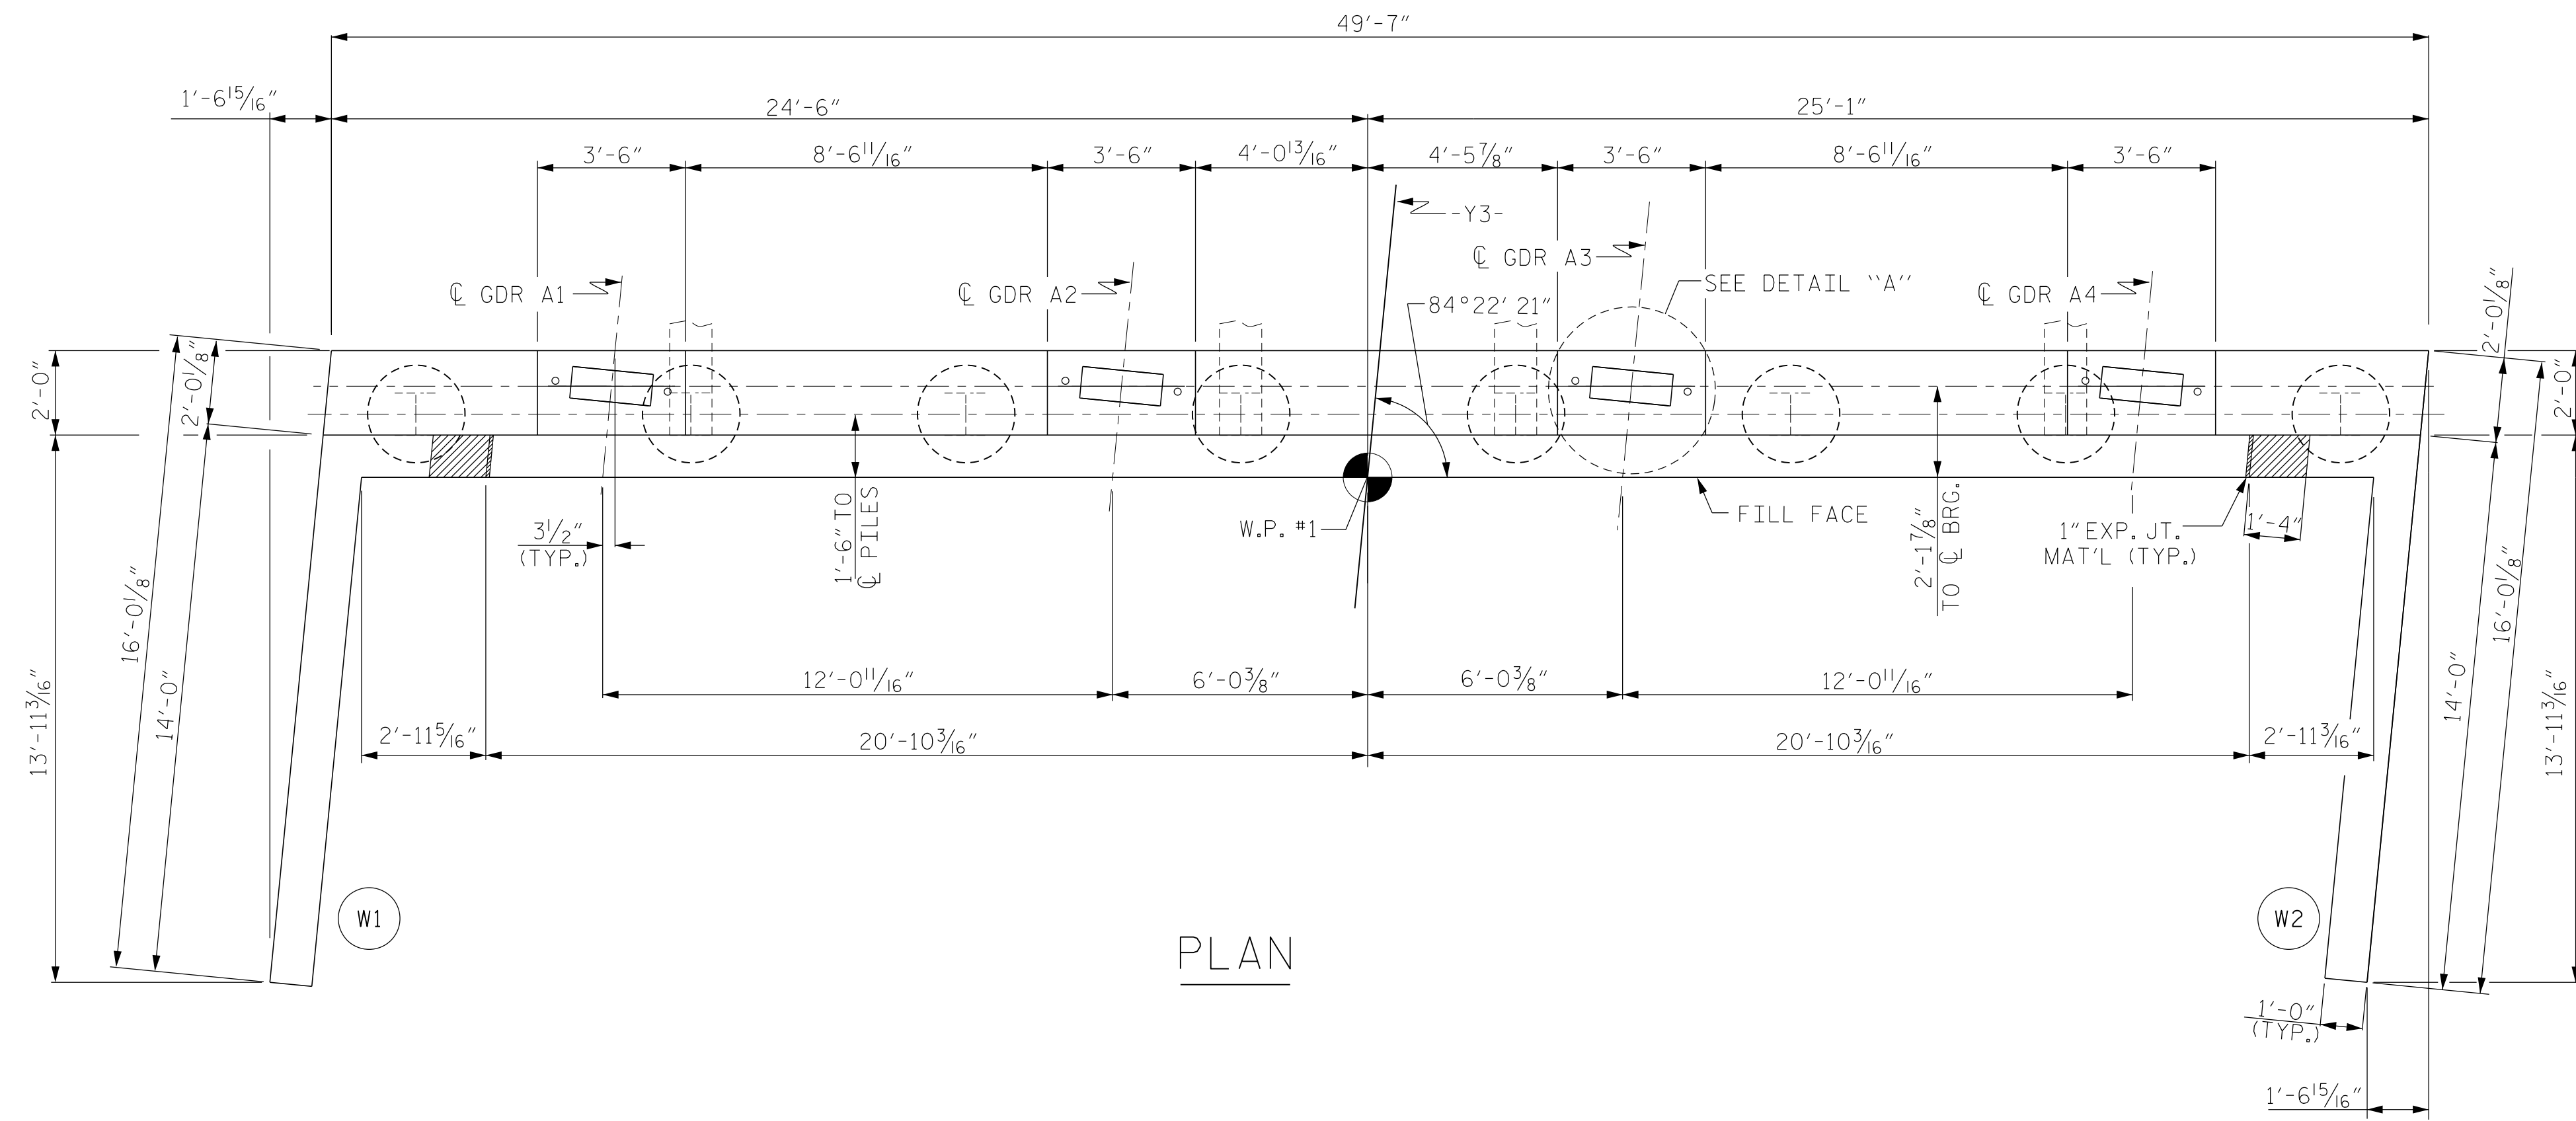 49'-7"
1'-6 15/16"
24'-6"
25'-1"
3'-6"
8'-6 11/16"
3'-6"
4'-0 13/16"
4'-5 7/8"
3'-6"
8'-6 11/16"
3'-6"
-Y3-
℄ GDR A1
℄ GDR A2
℄ GDR A3
℄ GDR A4
SEE DETAIL "A"
84°22'21"
2'-0"
2'-0 1/8"
2'-0 1/8"
2'-0"
3 1/2"
(TYP.)
1'-6" TO
℄ PILES
W.P. #1
FILL FACE
2'-1 7/8"
TO ℄ BRG.
1" EXP. JT.
MAT'L (TYP.)
1'-4"
13'-11 3/16"
16'-0 1/8"
14'-0"
12'-0 11/16"
6'-0 3/8"
6'-0 3/8"
12'-0 11/16"
14'-0"
16'-0 1/8"
13'-11 3/16"
2'-11 5/16"
20'-10 3/16"
20'-10 3/16"
2'-11 3/16"
W1
W2
PLAN
1'-0"
(TYP.)
1'-6 15/16"